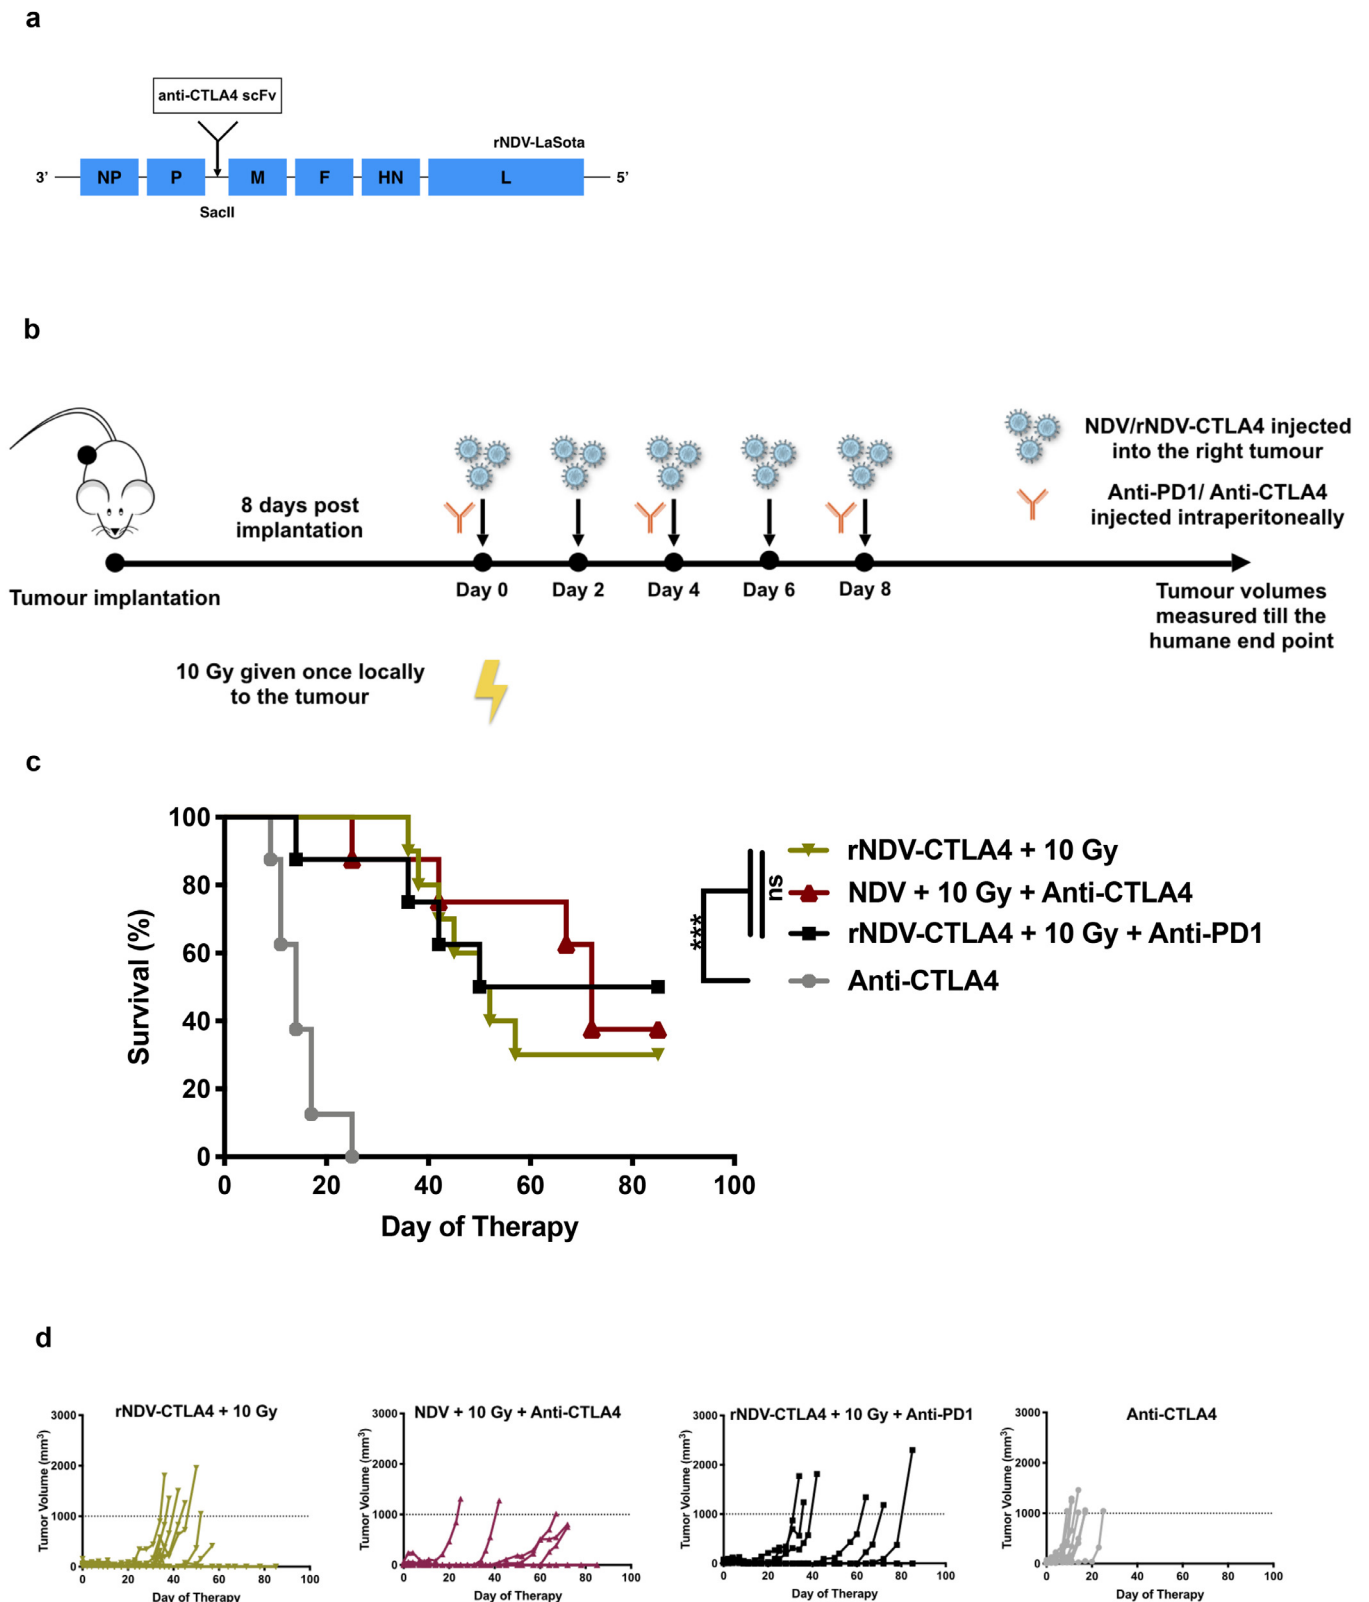 a
anti-CTLA4 scFv
rNDV-LaSota
3’ NP P M F HN L 5’
SacII
b
NDV/rNDV-CTLA4 injected
into the right tumour
8 days post
implantation
Anti-PD1/ Anti-CTLA4
injected intraperitoneally
Tumour implantation
Day 0 Day 2 Day 4 Day 6 Day 8
Tumour volumes
measured till the
humane end point
10 Gy given once locally
to the tumour
c
Survival (%)
100
80
60
40
20
0
0 20 40 60 80 100
Day of Therapy
rNDV-CTLA4 + 10 Gy
NDV + 10 Gy + Anti-CTLA4
rNDV-CTLA4 + 10 Gy + Anti-PD1
Anti-CTLA4
ns
***
d
rNDV-CTLA4 + 10 Gy
Tumor Volume (mm³)
3000
2000
1000
0
0 20 40 60 80 100
Day of Therapy
NDV + 10 Gy + Anti-CTLA4
Tumor Volume (mm³)
3000
2000
1000
0
0 20 40 60 80 100
Day of Therapy
rNDV-CTLA4 + 10 Gy + Anti-PD1
Tumor Volume (mm³)
3000
2000
1000
0
0 20 40 60 80 100
Day of Therapy
Anti-CTLA4
Tumor Volume (mm³)
3000
2000
1000
0
0 20 40 60 80 100
Day of Therapy